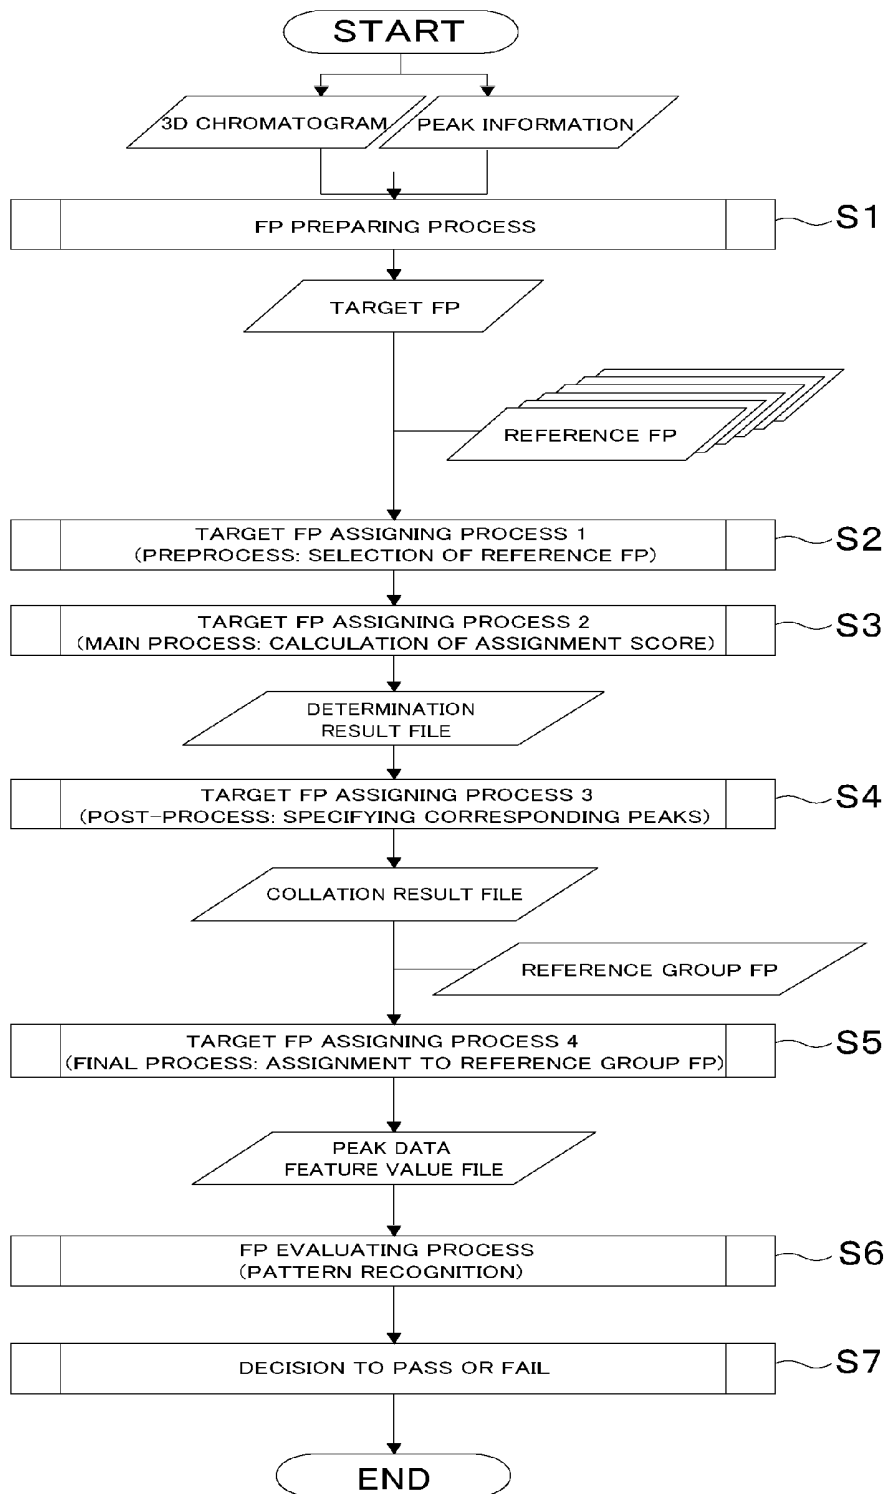 START
3D CHROMATOGRAM
PEAK INFORMATION
FP PREPARING PROCESS
S1
TARGET FP
REFERENCE FP
TARGET FP ASSIGNING PROCESS 1
(PREPROCESS: SELECTION OF REFERENCE FP)
S2
TARGET FP ASSIGNING PROCESS 2
(MAIN PROCESS: CALCULATION OF ASSIGNMENT SCORE)
S3
DETERMINATION
RESULT FILE
TARGET FP ASSIGNING PROCESS 3
(POST-PROCESS: SPECIFYING CORRESPONDING PEAKS)
S4
COLLATION RESULT FILE
REFERENCE GROUP FP
TARGET FP ASSIGNING PROCESS 4
(FINAL PROCESS: ASSIGNMENT TO REFERENCE GROUP FP)
S5
PEAK DATA
FEATURE VALUE FILE
FP EVALUATING PROCESS
(PATTERN RECOGNITION)
S6
DECISION TO PASS OR FAIL
S7
END